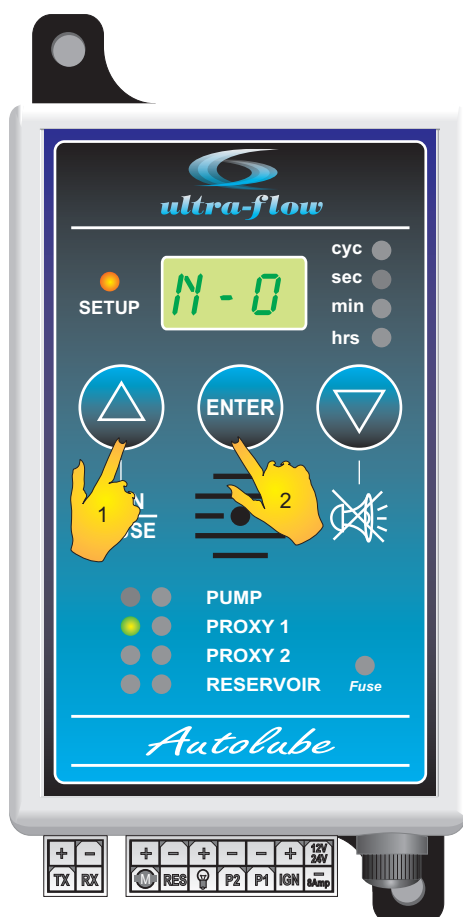 ultra-flow
cyc
sec
min
hrs
SETUP
N - 0
ENTER
1
2
PUMP
PROXY 1
PROXY 2
RESERVOIR
Fuse
Autolube
+ - + - + - - + 12V 24V
TX RX M RES P2 P1 IGN - 8Amp